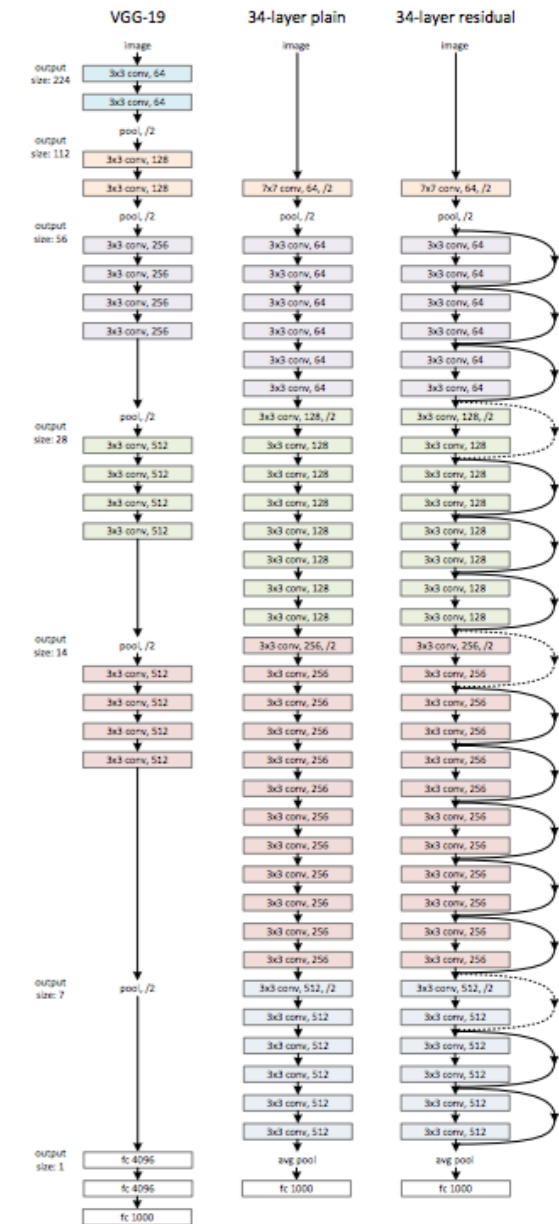 output
size: 224
output
size: 112
output
size: 56
output
size: 28
output
size: 14
output
size: 7
output
size: 1
VGG-19
image
3x3 conv, 64
3x3 conv, 64
pool, /2
3x3 conv, 128
3x3 conv, 128
pool, /2
3x3 conv, 256
3x3 conv, 256
3x3 conv, 256
3x3 conv, 256
pool, /2
3x3 conv, 512
3x3 conv, 512
3x3 conv, 512
3x3 conv, 512
pool, /2
3x3 conv, 512
3x3 conv, 512
3x3 conv, 512
3x3 conv, 512
pool, /2
fc 4096
fc 4096
fc 1000
34-layer plain
image
7x7 conv, 64, /2
pool, /2
3x3 conv, 64
3x3 conv, 64
3x3 conv, 64
3x3 conv, 64
3x3 conv, 64
3x3 conv, 64
3x3 conv, 128, /2
3x3 conv, 128
3x3 conv, 128
3x3 conv, 128
3x3 conv, 128
3x3 conv, 128
3x3 conv, 128
3x3 conv, 128
3x3 conv, 256, /2
3x3 conv, 256
3x3 conv, 256
3x3 conv, 256
3x3 conv, 256
3x3 conv, 256
3x3 conv, 256
3x3 conv, 256
3x3 conv, 256
3x3 conv, 256
3x3 conv, 256
3x3 conv, 256
3x3 conv, 512, /2
3x3 conv, 512
3x3 conv, 512
3x3 conv, 512
3x3 conv, 512
3x3 conv, 512
avg pool
fc 1000
34-layer residual
image
7x7 conv, 64, /2
pool, /2
3x3 conv, 64
3x3 conv, 64
3x3 conv, 64
3x3 conv, 64
3x3 conv, 64
3x3 conv, 64
3x3 conv, 128, /2
3x3 conv, 128
3x3 conv, 128
3x3 conv, 128
3x3 conv, 128
3x3 conv, 128
3x3 conv, 128
3x3 conv, 128
3x3 conv, 256, /2
3x3 conv, 256
3x3 conv, 256
3x3 conv, 256
3x3 conv, 256
3x3 conv, 256
3x3 conv, 256
3x3 conv, 256
3x3 conv, 256
3x3 conv, 256
3x3 conv, 256
3x3 conv, 256
3x3 conv, 512, /2
3x3 conv, 512
3x3 conv, 512
3x3 conv, 512
3x3 conv, 512
3x3 conv, 512
avg pool
fc 1000